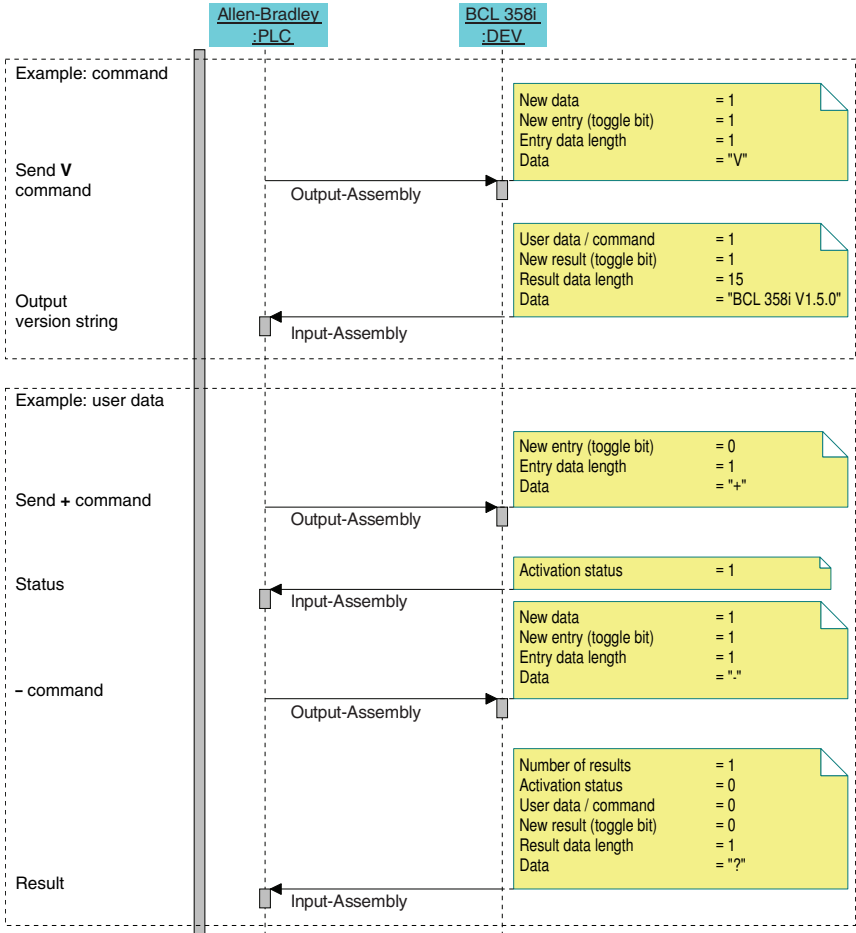 Allen-Bradley
:PLC
BCL 358i
:DEV
Example: command
New data = 1
New entry (toggle bit) = 1
Entry data length = 1
Data = "V"
Send V
command
Output-Assembly
User data / command = 1
New result (toggle bit) = 1
Result data length = 15
Data = "BCL 358i V1.5.0"
Output
version string
Input-Assembly
Example: user data
New entry (toggle bit) = 0
Entry data length = 1
Data = "+"
Send + command
Output-Assembly
Activation status = 1
Status
Input-Assembly
New data = 1
New entry (toggle bit) = 1
Entry data length = 1
Data = "-"
– command
Output-Assembly
Number of results = 1
Activation status = 0
User data / command = 0
New result (toggle bit) = 0
Result data length = 1
Data = "?"
Result
Input-Assembly